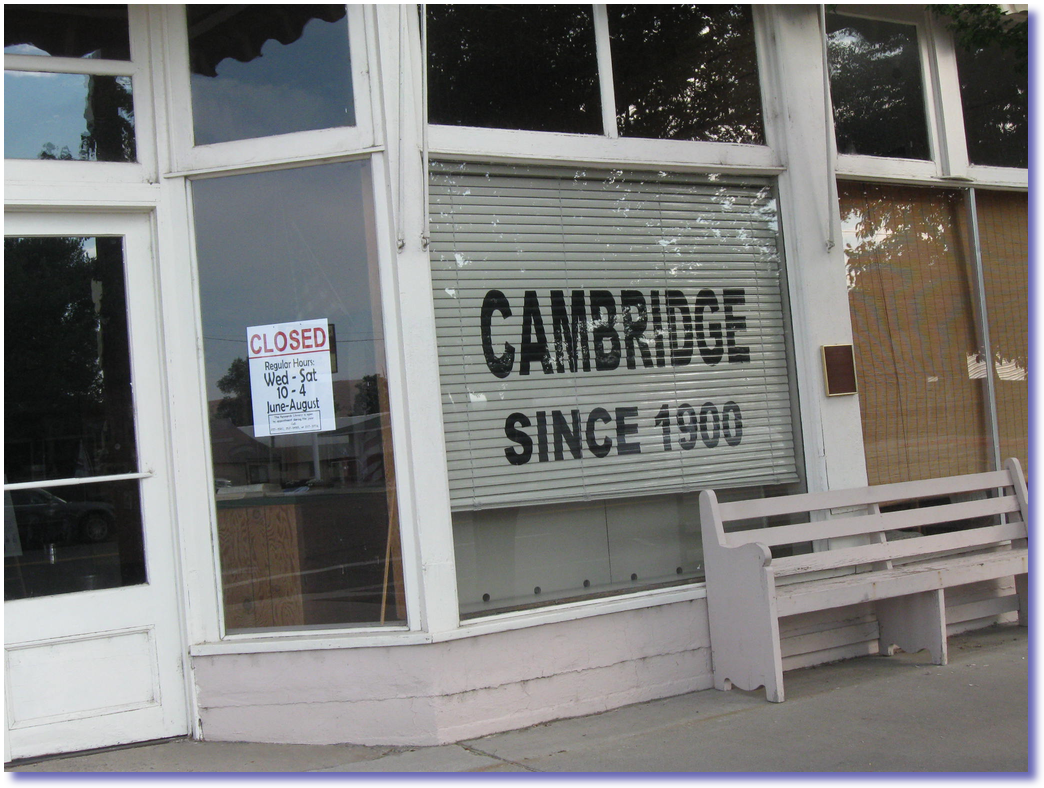 CLOSED
Regular Hours:
Wed - Sat
10 - 4
June-August
CAMBRIDGE
SINCE 1900